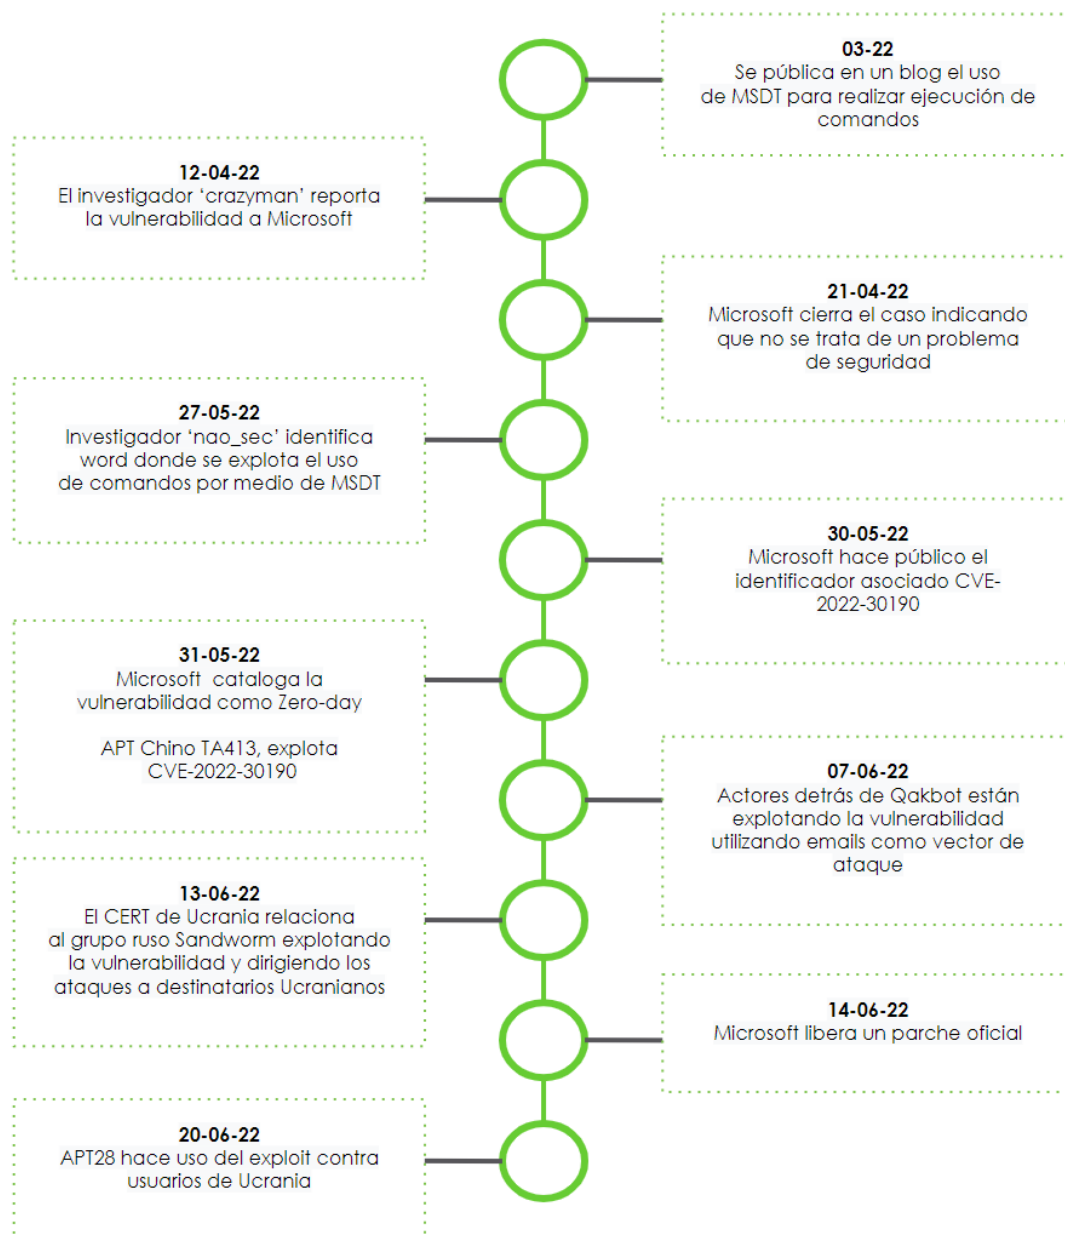 03-22
Se pública en un blog el uso
de MSDT para realizar ejecución de
comandos
12-04-22
El investigador ‘crazyman’ reporta
la vulnerabilidad a Microsoft
21-04-22
Microsoft cierra el caso indicando
que no se trata de un problema
de seguridad
27-05-22
Investigador ‘nao_sec’ identifica
word donde se explota el uso
de comandos por medio de MSDT
30-05-22
Microsoft hace público el
identificador asociado CVE-
2022-30190
31-05-22
Microsoft cataloga la
vulnerabilidad como Zero-day
APT Chino TA413, explota
CVE-2022-30190
07-06-22
Actores detrás de Qakbot están
explotando la vulnerabilidad
utilizando emails como vector de
ataque
13-06-22
El CERT de Ucrania relaciona
al grupo ruso Sandworm explotando
la vulnerabilidad y dirigiendo los
ataques a destinatarios Ucranianos
14-06-22
Microsoft libera un parche oficial
20-06-22
APT28 hace uso del exploit contra
usuarios de Ucrania